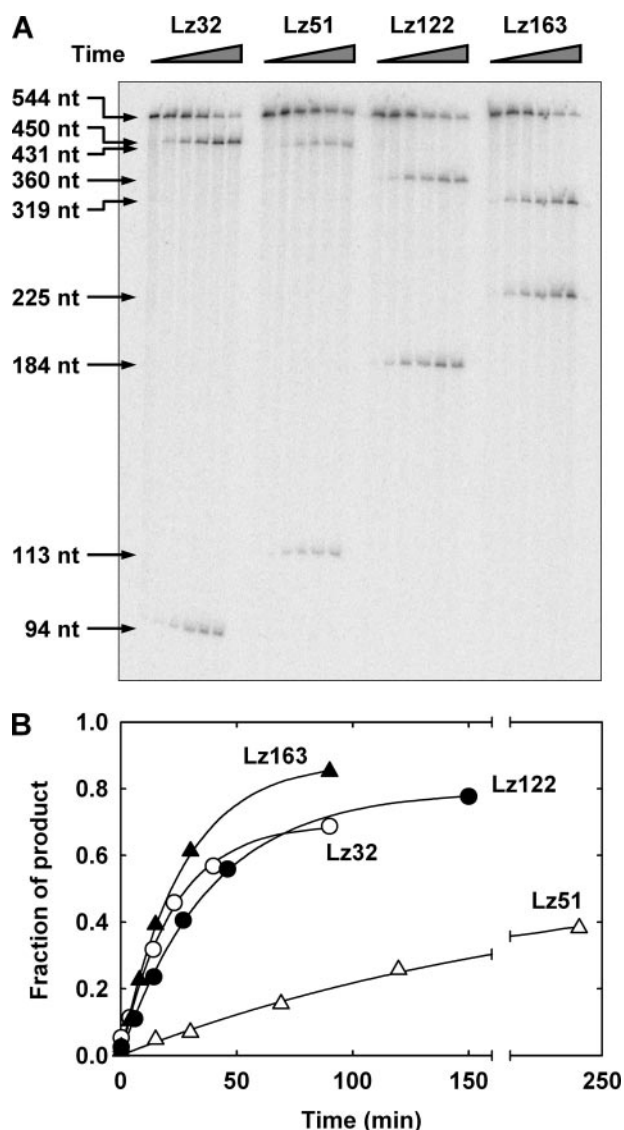 A
Lz32 Lz51 Lz122 Lz163
Time
544 nt
450 nt
431 nt
360 nt
319 nt
225 nt
184 nt
113 nt
94 nt
B
1.0
0.8
0.6
0.4
0.2
0.0
Fraction of product
Lz163
Lz122
Lz32
Lz51
0 50 100 150 250
Time (min)